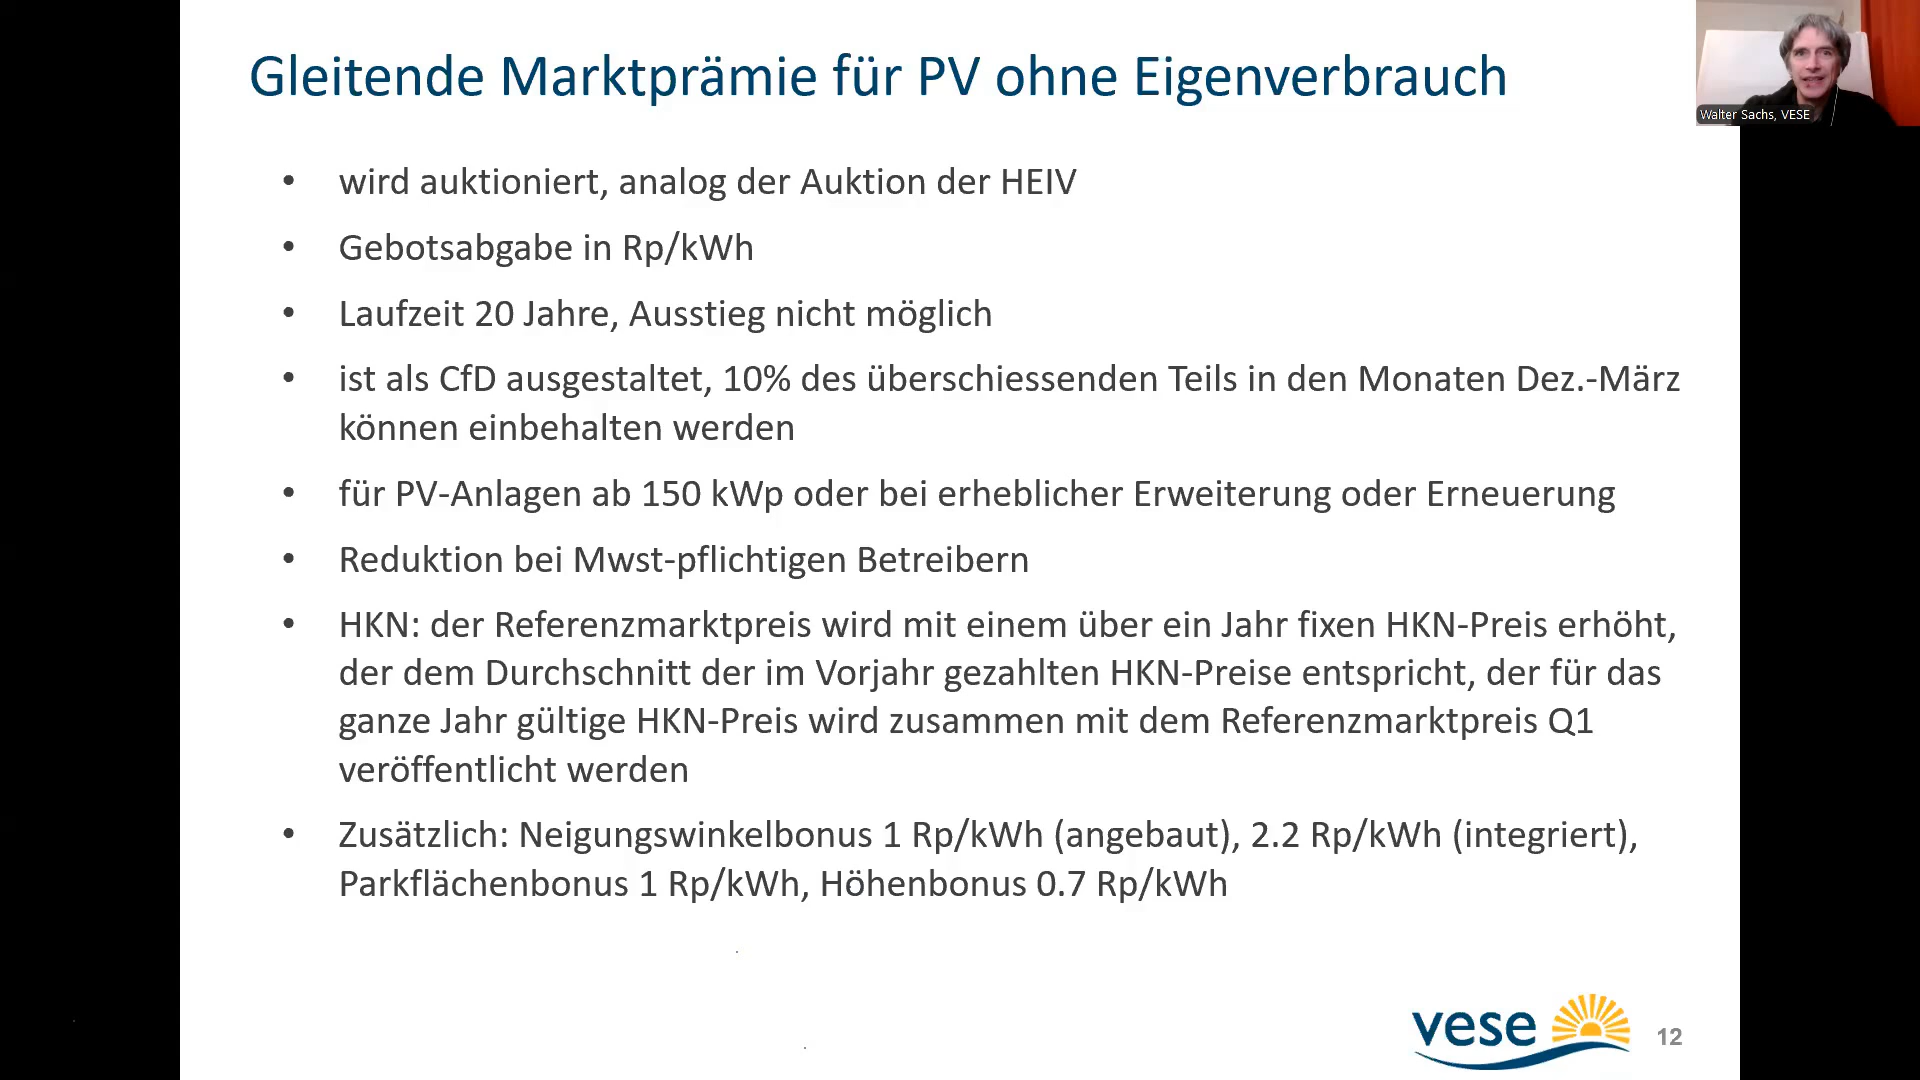 Gleitende Marktprämie für PV ohne Eigenverbrauch
Walter Sachs, VESE
• wird auktioniert, analog der Auktion der HEIV
• Gebotsabgabe in Rp/kWh
• Laufzeit 20 Jahre, Ausstieg nicht möglich
• ist als CfD ausgestaltet, 10% des überschiessenden Teils in den Monaten Dez.-März
können einbehalten werden
• für PV-Anlagen ab 150 kWp oder bei erheblicher Erweiterung oder Erneuerung
• Reduktion bei Mwst-pflichtigen Betreibern
• HKN: der Referenzmarktpreis wird mit einem über ein Jahr fixen HKN-Preis erhöht,
der dem Durchschnitt der im Vorjahr gezahlten HKN-Preise entspricht, der für das
ganze Jahr gültige HKN-Preis wird zusammen mit dem Referenzmarktpreis Q1
veröffentlicht werden
• Zusätzlich: Neigungswinkelbonus 1 Rp/kWh (angebaut), 2.2 Rp/kWh (integriert),
Parkflächenbonus 1 Rp/kWh, Höhenbonus 0.7 Rp/kWh
vese
12